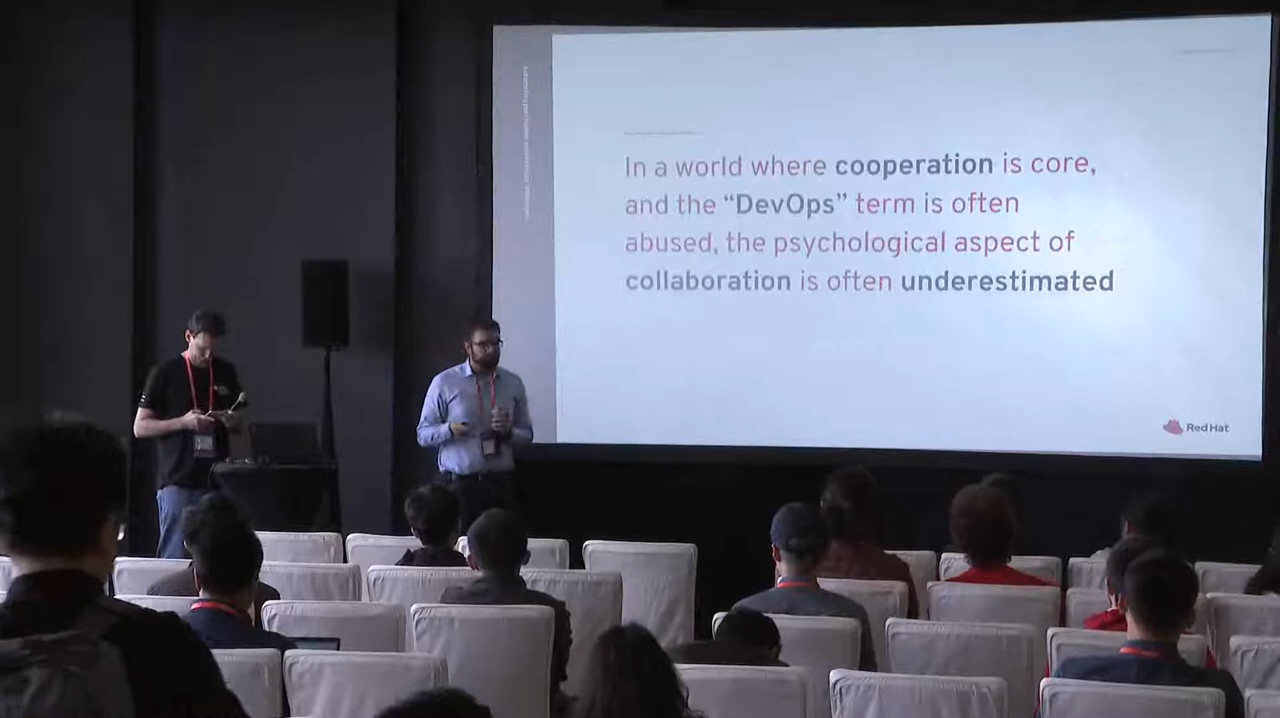 In a world where cooperation is core,
and the “DevOps” term is often
abused, the psychological aspect of
collaboration is often underestimated
Red Hat